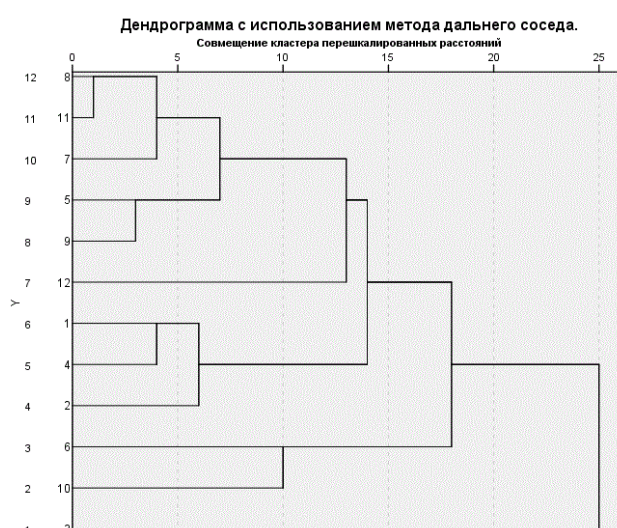 Дендрограмма с использованием метода дальнего соседа.
Совмещение кластера перешкалированных расстояний
0 5 10 15 20 25
12 8
11 11
10 7
9 5
8 9
7 12
Y
6 1
5 4
4 2
3 6
2 10